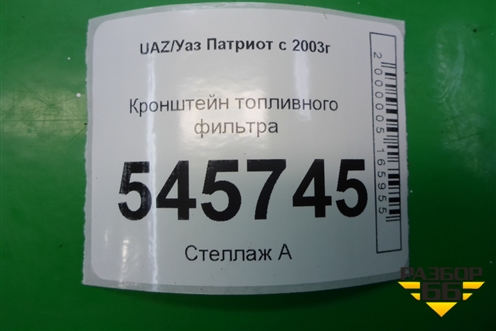 UAZ/Уаз Патриот с 2003г
Кронштейн топливного
фильтра
545745
Стеллаж А
2000005165955
РАЗБОР
66